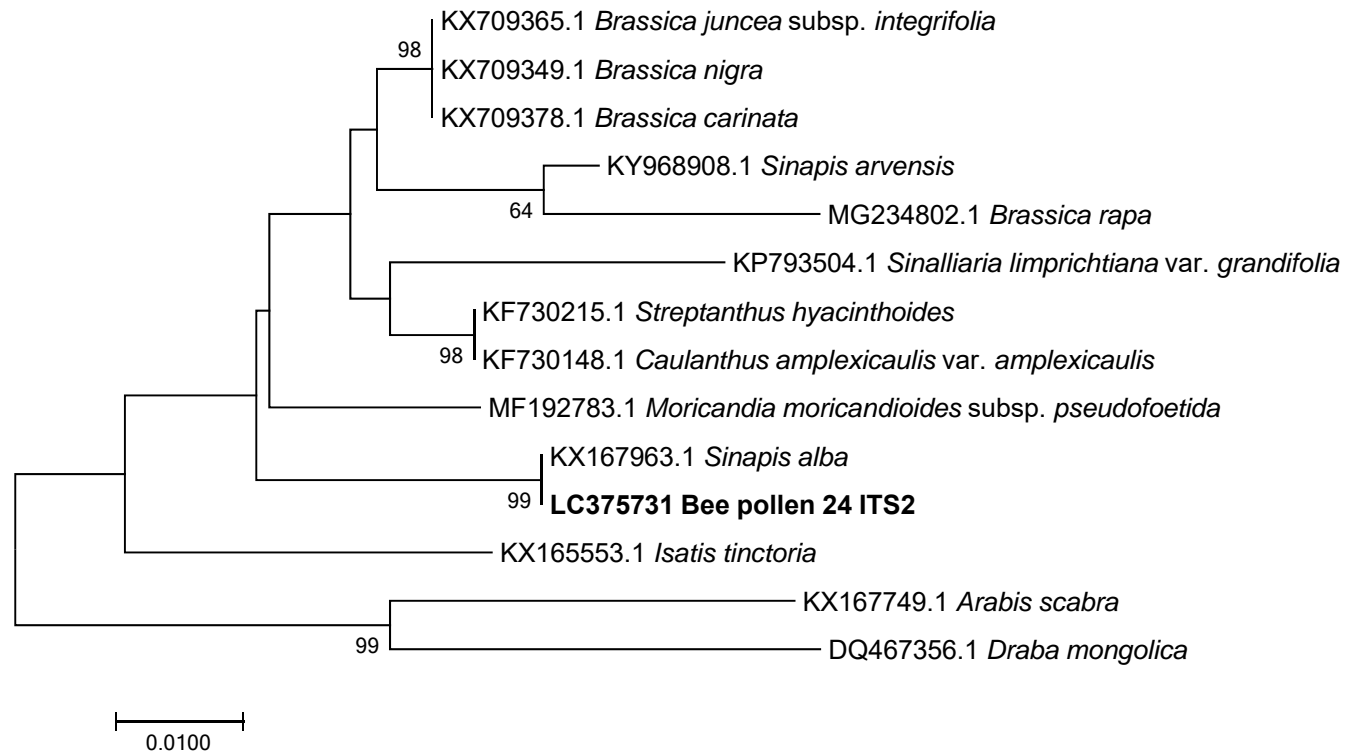 KX709365.1 Brassica juncea subsp. integrifolia
98
KX709349.1 Brassica nigra
KX709378.1 Brassica carinata
KY968908.1 Sinapis arvensis
64
MG234802.1 Brassica rapa
KP793504.1 Sinalliaria limprichtiana var. grandifolia
KF730215.1 Streptanthus hyacinthoides
98
KF730148.1 Caulanthus amplexicaulis var. amplexicaulis
MF192783.1 Moricandia moricandioides subsp. pseudofoetida
KX167963.1 Sinapis alba
99
LC375731 Bee pollen 24 ITS2
KX165553.1 Isatis tinctoria
KX167749.1 Arabis scabra
99
DQ467356.1 Draba mongolica
0.0100